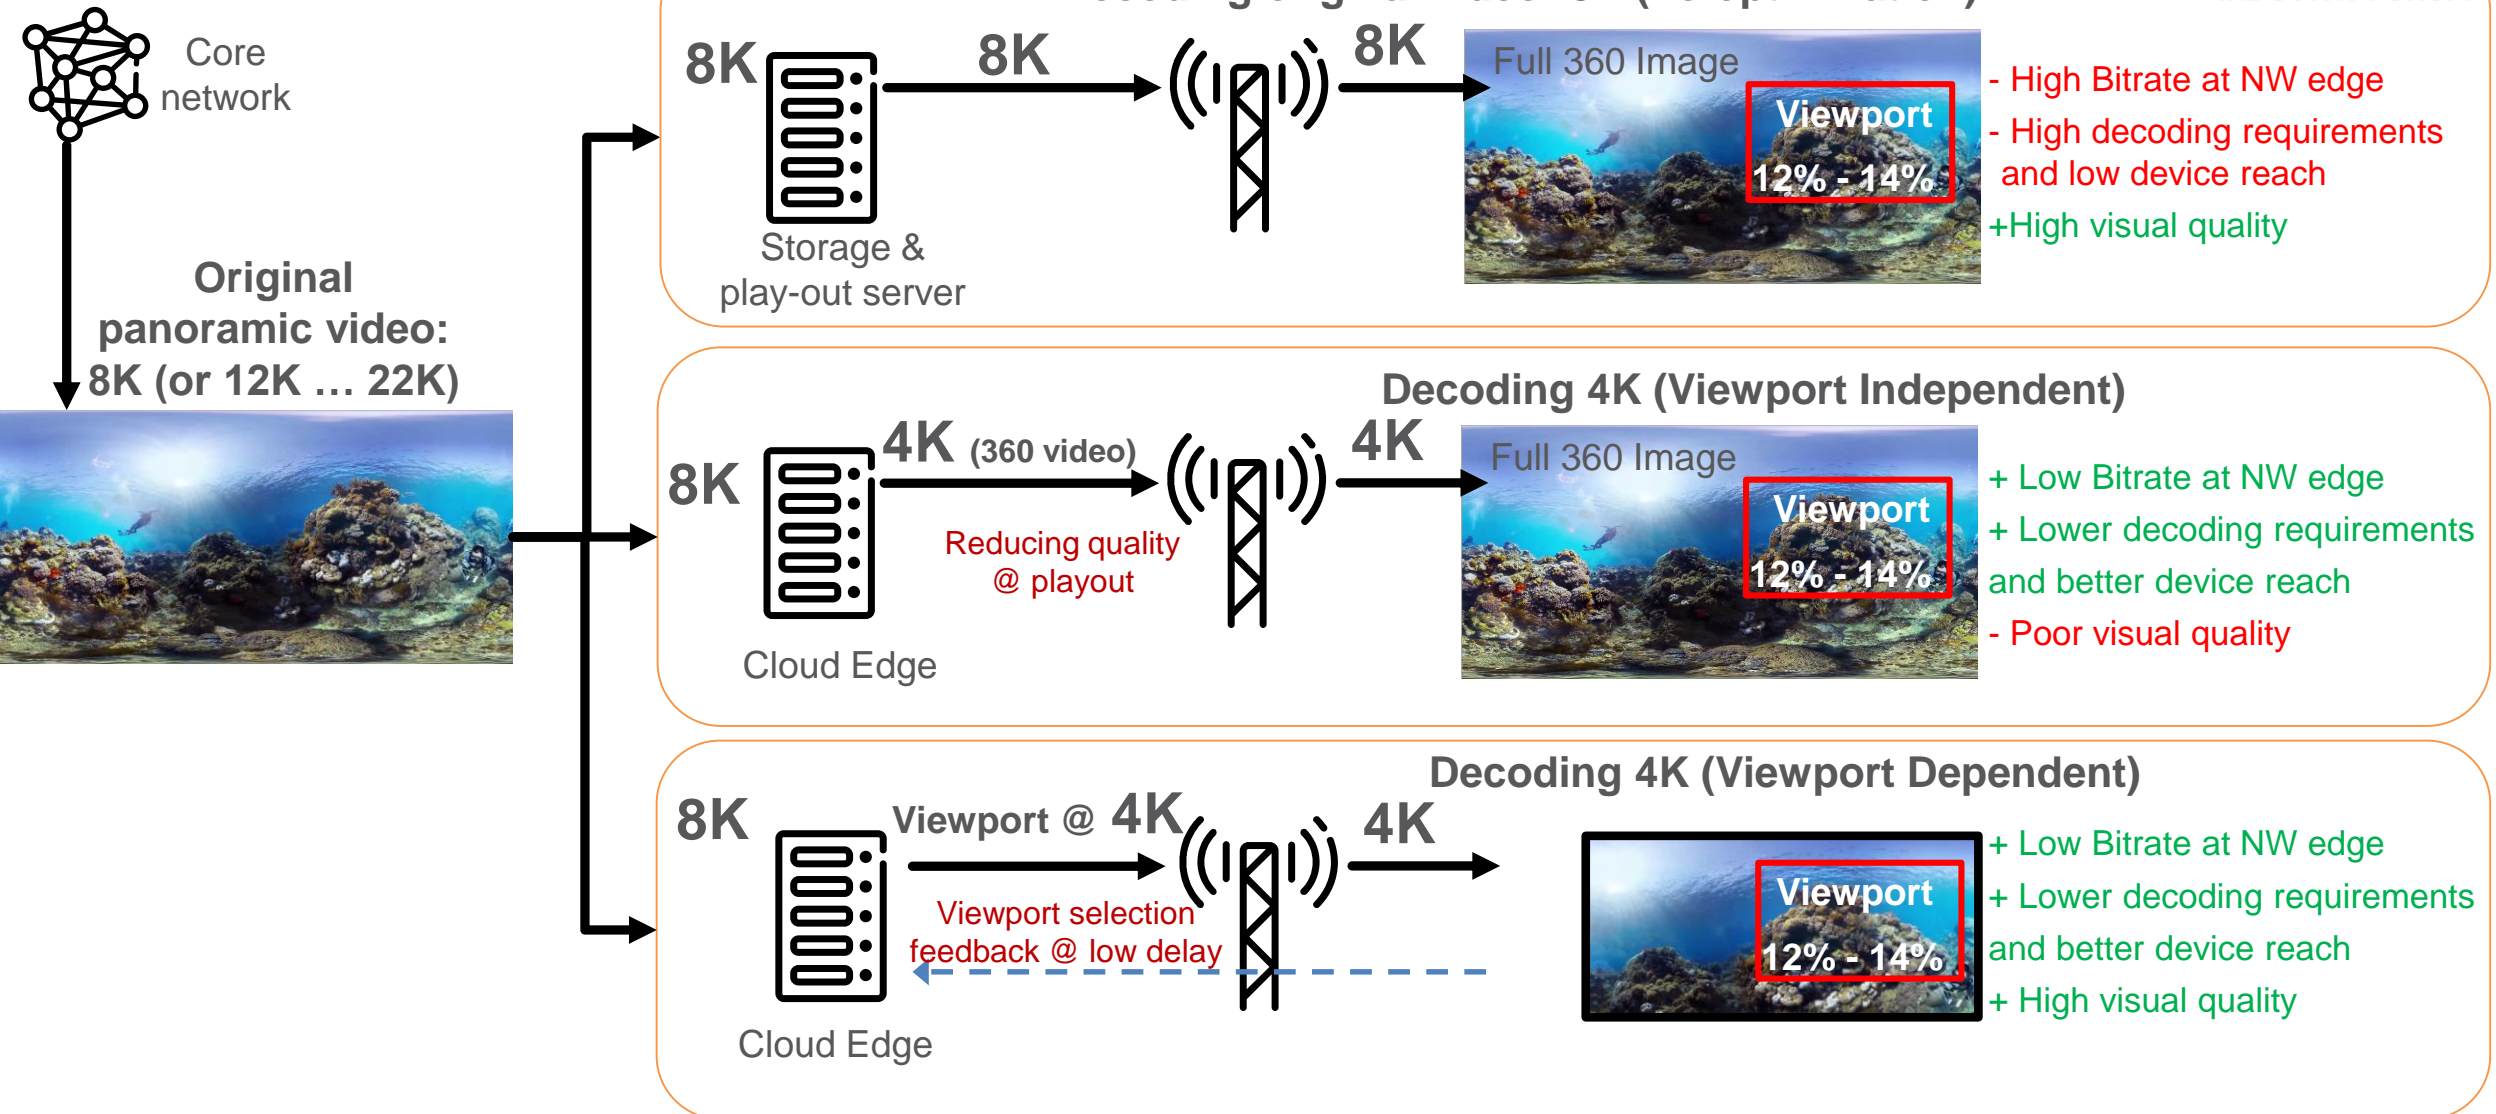 Core
network
Original
panoramic video:
8K (or 12K … 22K)
8K
8K
8K
Full 360 Image
Viewport
12% - 14%
- High Bitrate at NW edge
- High decoding requirements
and low device reach
+High visual quality
Storage &
play-out server
Decoding 4K (Viewport Independent)
8K
4K (360 video)
4K
Full 360 Image
Viewport
12% - 14%
Reducing quality
@ playout
Cloud Edge
+ Low Bitrate at NW edge
+ Lower decoding requirements
and better device reach
- Poor visual quality
Decoding 4K (Viewport Dependent)
8K
Viewport @ 4K
4K
Viewport selection
feedback @ low delay
Viewport
12% - 14%
Cloud Edge
+ Low Bitrate at NW edge
+ Lower decoding requirements
and better device reach
+ High visual quality